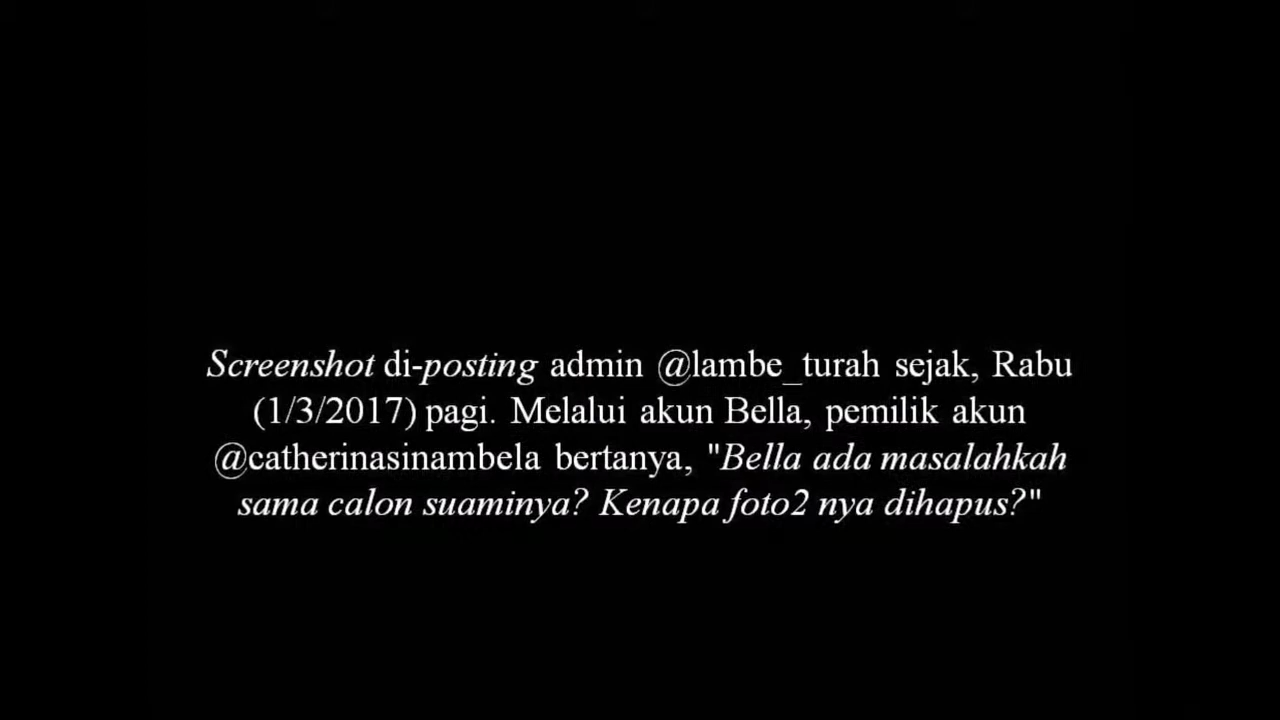 Screenshot di-posting admin @lambe_turah sejak, Rabu
(1/3/2017) pagi. Melalui akun Bella, pemilik akun
@catherinasinambela bertanya, "Bella ada masalahkah
sama calon suaminya? Kenapa foto2 nya dihapus?"